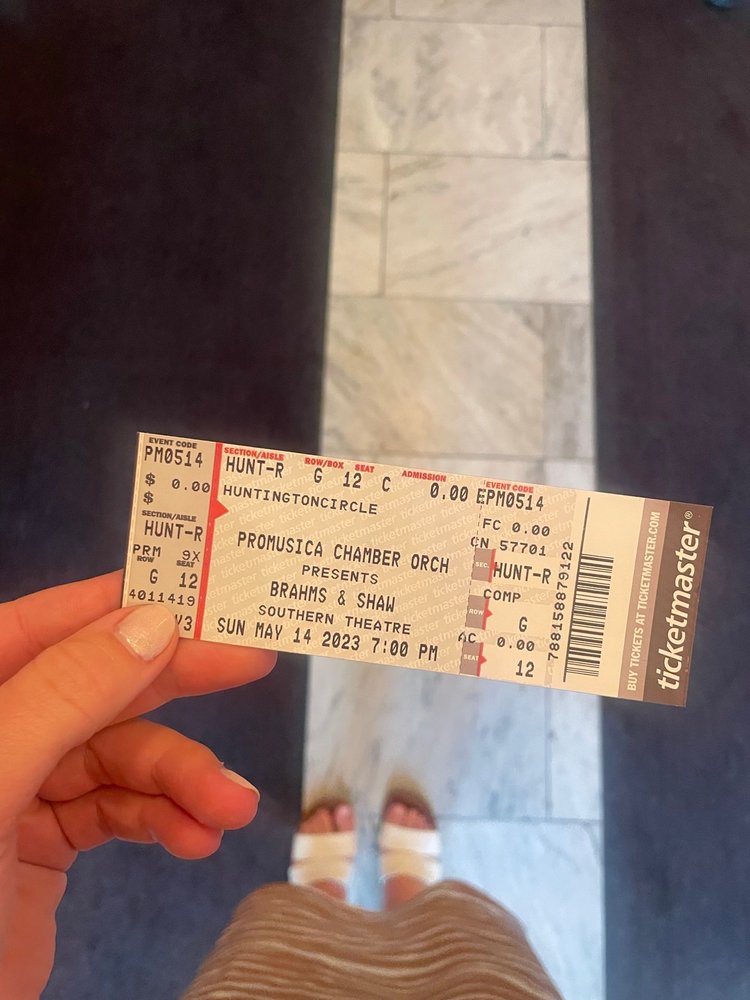 EVENT CODE
PM0514
$ 0.00
$
SECTION/AISLE
HUNT-R
PRM 9X
ROW SEAT
G 12
4011419
V3
SECTION/AISLE ROW/BOX SEAT ADMISSION
HUNT-R G 12 C 0.00
HUNTINGTONCIRCLE
PROMUSICA CHAMBER ORCH
PRESENTS
BRAHMS & SHAW
SOUTHERN THEATRE
SUN MAY 14 2023 7:00 PM
EVENT CODE
EPM0514
FC 0.00
CN 57701
SEC. HUNT-R
COMP
ROW G
AC 0.00
SEAT 12
788158879122
BUY TICKETS AT TICKETMASTER.COM
ticketmaster®